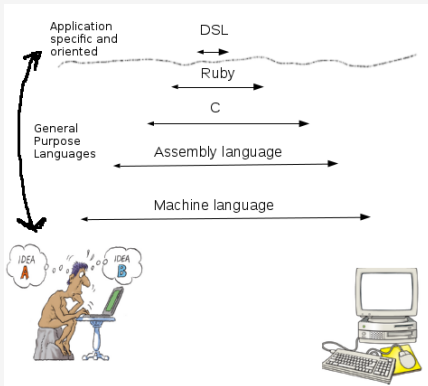 Application
specific and
oriented
DSL
Ruby
General
Purpose
Languages
C
Assembly language
Machine language
IDEA
A
IDEA
B